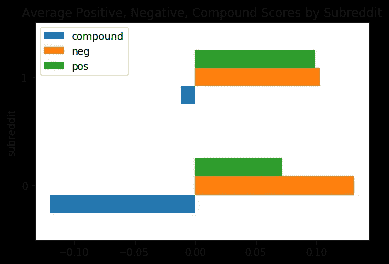 Average Positive, Negative, Compound Scores by Subreddit
compound
neg
pos
1
subreddit
0
−0.10
−0.05
0.00
0.05
0.10